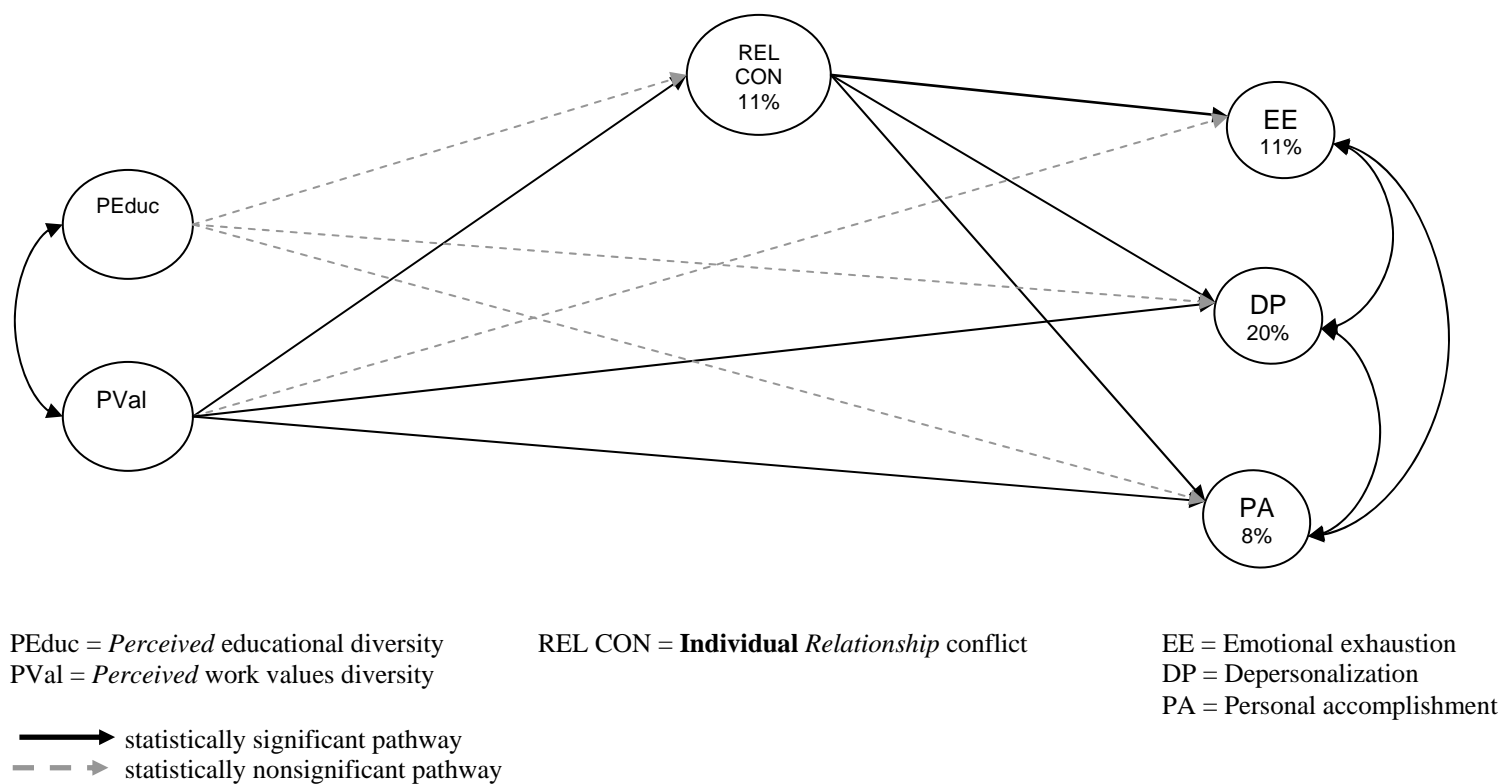 REL
CON
11%
EE
11%
PEduc
DP
20%
PVal
PA
8%
PEduc = Perceived educational diversity
PVal = Perceived work values diversity
REL CON = Individual Relationship conflict
EE = Emotional exhaustion
DP = Depersonalization
PA = Personal accomplishment
statistically significant pathway
statistically nonsignificant pathway